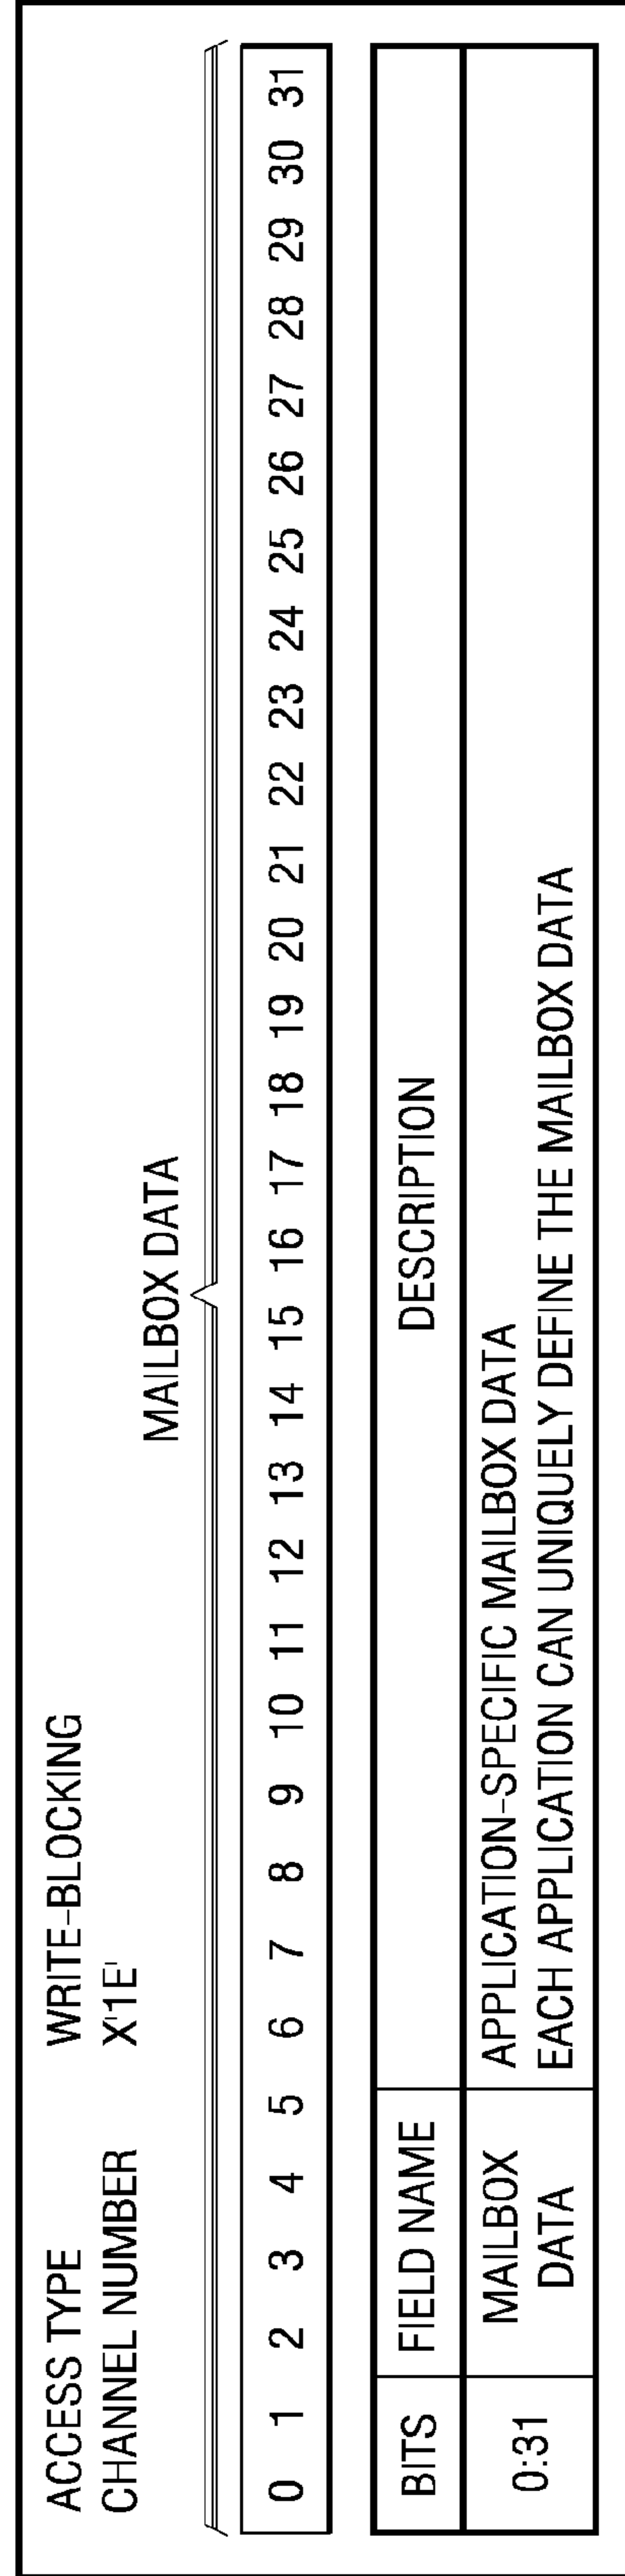 ACCESS TYPE WRITE-BLOCKING
CHANNEL NUMBER X'1E'
MAILBOX DATA
0 1 2 3 4 5 6 7 8 9 10 11 12 13 14 15 16 17 18 19 20 21 22 23 24 25 26 27 28 29 30 31
BITS FIELD NAME DESCRIPTION
0:31 MAILBOX DATA APPLICATION-SPECIFIC MAILBOX DATA
EACH APPLICATION CAN UNIQUELY DEFINE THE MAILBOX DATA